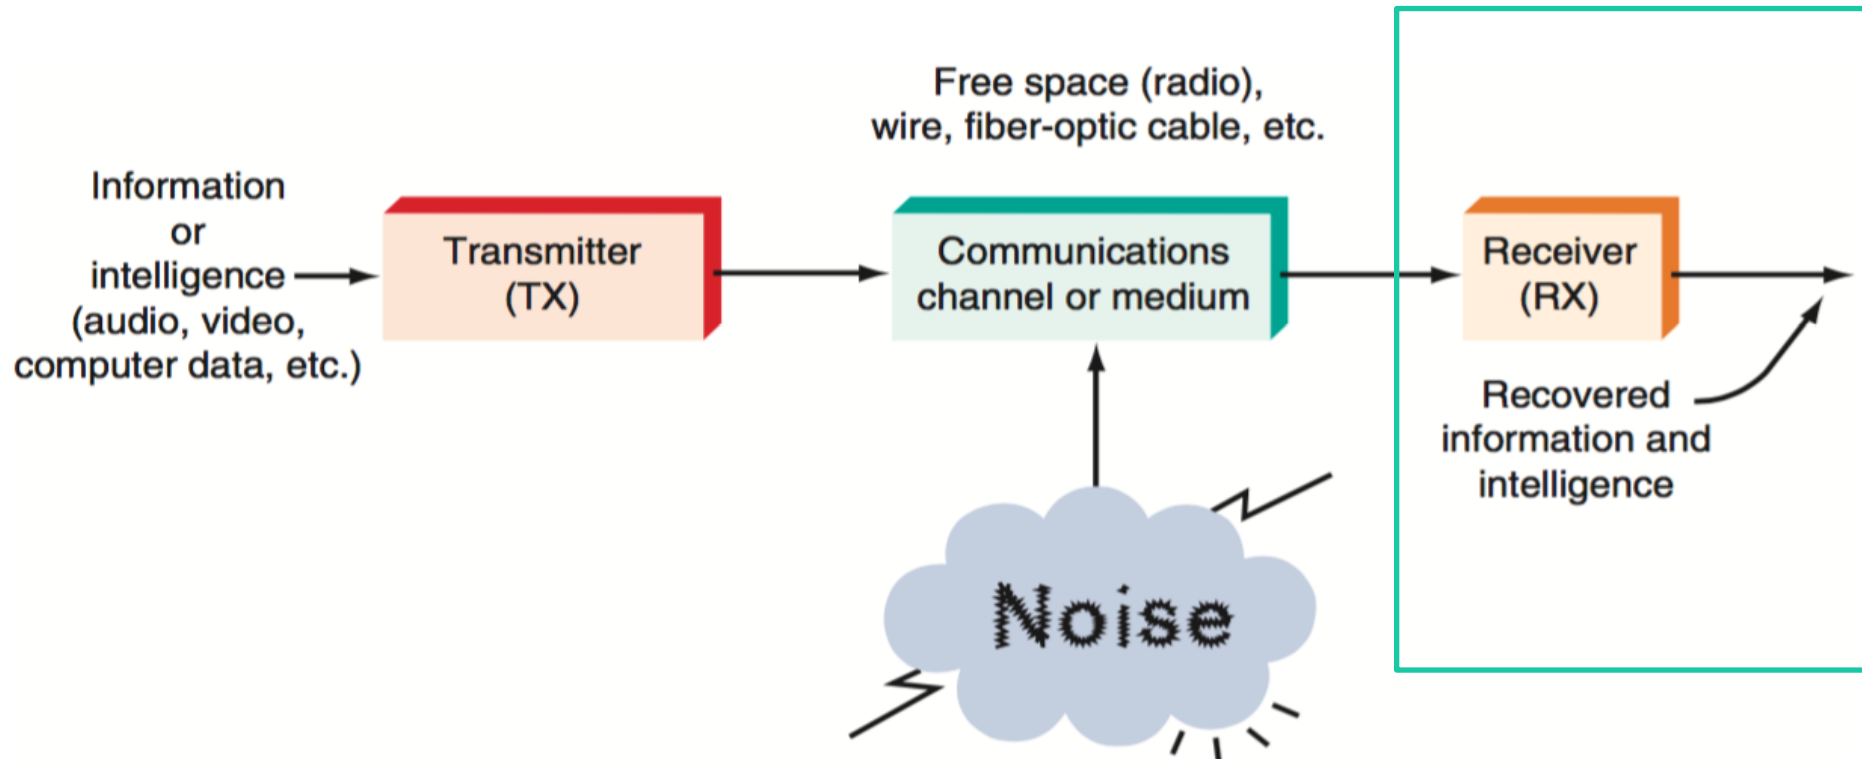 Free space (radio),
wire, fiber-optic cable, etc.
Information
or
intelligence
(audio, video,
computer data, etc.)
Transmitter
(TX)
Communications
channel or medium
Receiver
(RX)
Recovered
information and
intelligence
Noise